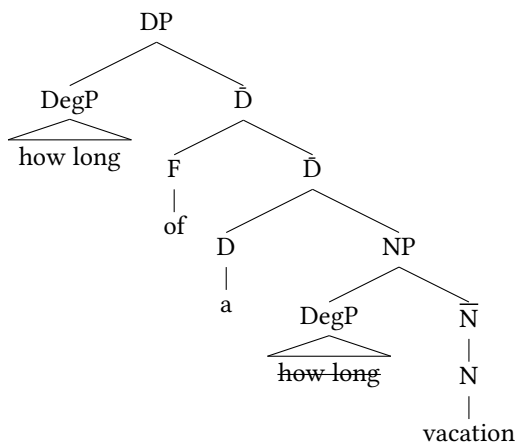 DP
DegP D̄
how long F D̄
of D NP
a DegP N̄
how long N
vacation